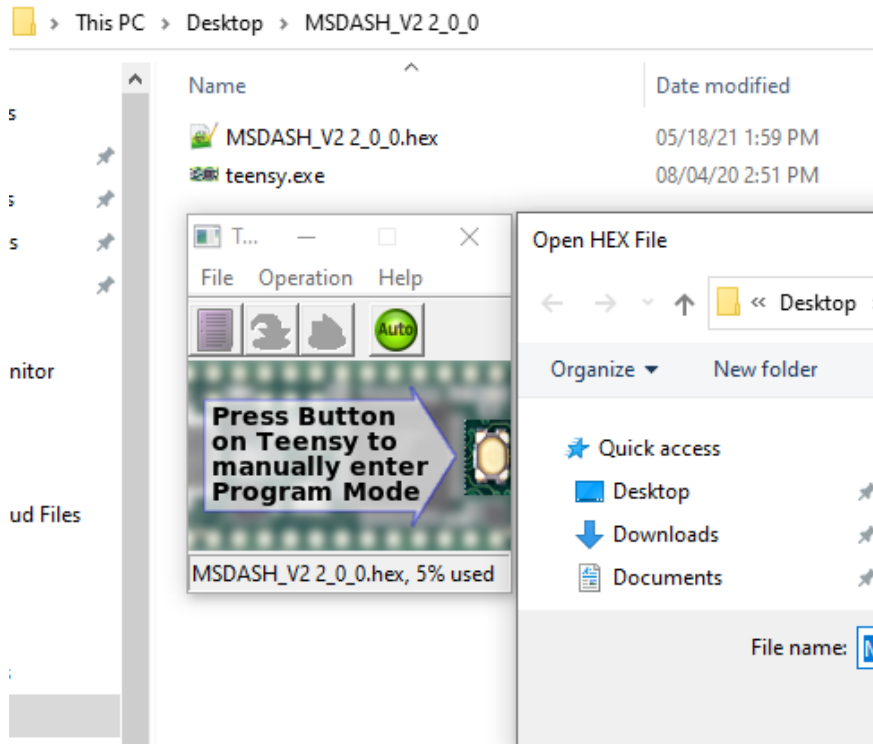 This PC > Desktop > MSDASH_V2 2_0_0
Name
Date modified
MSDASH_V2 2_0_0.hex
05/18/21 1:59 PM
teensy.exe
08/04/20 2:51 PM
T...
File Operation Help
Auto
Press Button
on Teensy to
manually enter
Program Mode
MSDASH_V2 2_0_0.hex, 5% used
Open HEX File
« Desktop
Organize
New folder
Quick access
Desktop
Downloads
Documents
File name:
s
s
s
nitor
ud Files